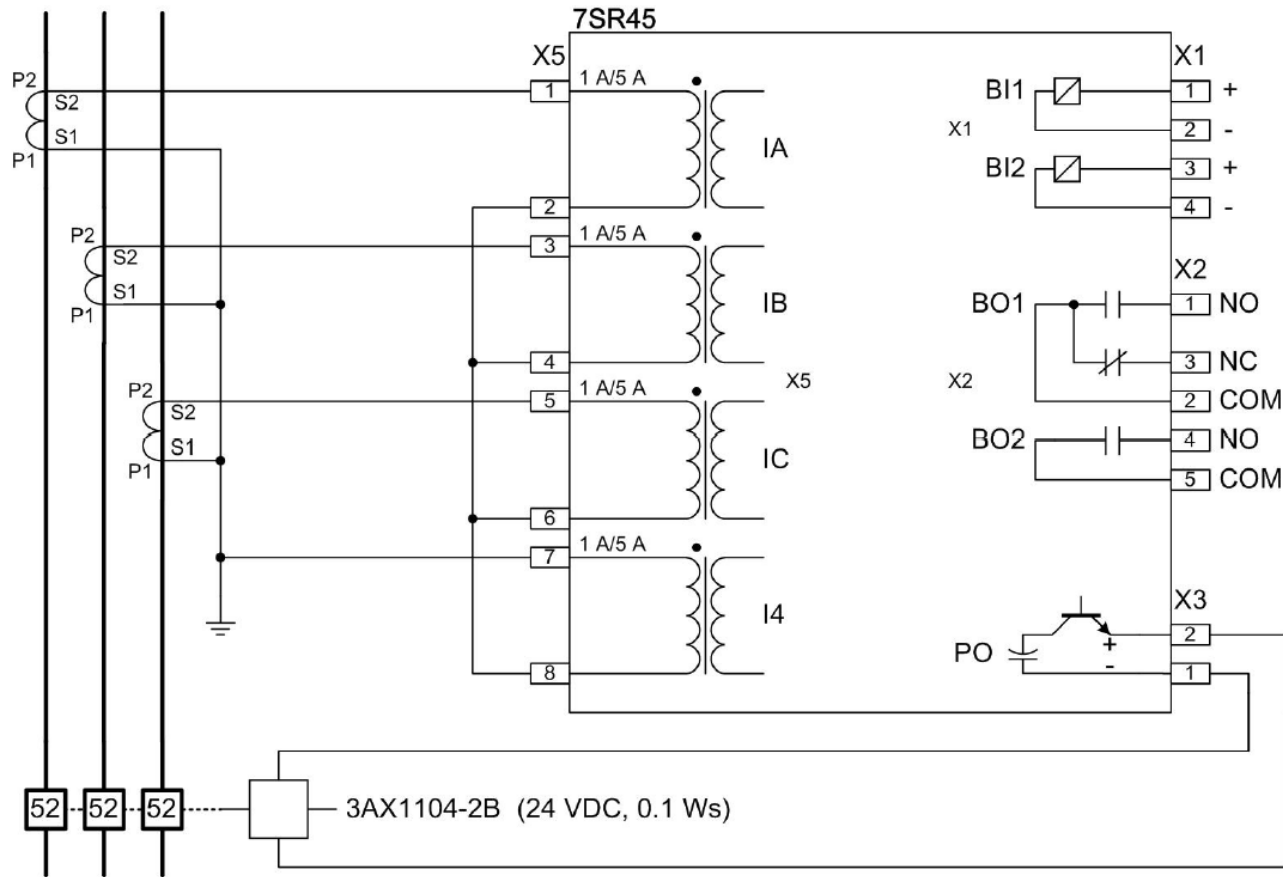 7SR45
X5
X1
P2
S2
S1
P1
1
1 A/5 A
IA
2
BI1
1 +
X1
2 -
BI2
3 +
4 -
P2
S2
S1
P1
3
1 A/5 A
IB
4
X5
X2
BO1
1 NO
X2
3 NC
2 COM
P2
S2
S1
P1
5
1 A/5 A
IC
6
BO2
4 NO
5 COM
7
1 A/5 A
I4
8
X3
PO
+
-
2
1
52 52 52
3AX1104-2B (24 VDC, 0.1 Ws)